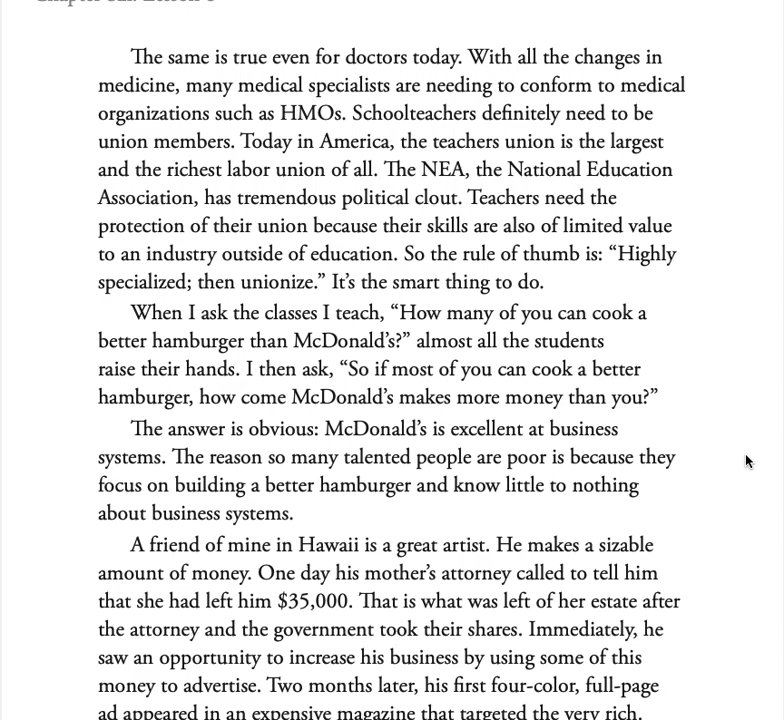 The same is true even for doctors today. With all the changes in
medicine, many medical specialists are needing to conform to medical
organizations such as HMOs. Schoolteachers definitely need to be
union members. Today in America, the teachers union is the largest
and the richest labor union of all. The NEA, the National Education
Association, has tremendous political clout. Teachers need the
protection of their union because their skills are also of limited value
to an industry outside of education. So the rule of thumb is: “Highly
specialized; then unionize.” It’s the smart thing to do.
When I ask the classes I teach, “How many of you can cook a
better hamburger than McDonald’s?” almost all the students
raise their hands. I then ask, “So if most of you can cook a better
hamburger, how come McDonald’s makes more money than you?”
The answer is obvious: McDonald’s is excellent at business
systems. The reason so many talented people are poor is because they
focus on building a better hamburger and know little to nothing
about business systems.
A friend of mine in Hawaii is a great artist. He makes a sizable
amount of money. One day his mother’s attorney called to tell him
that she had left him $35,000. That is what was left of her estate after
the attorney and the government took their shares. Immediately, he
saw an opportunity to increase his business by using some of this
money to advertise. Two months later, his first four-color, full-page
ad appeared in an expensive magazine that targeted the very rich.